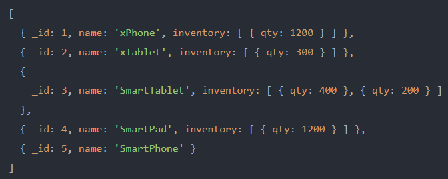 [
{ _id: 1, name: 'xPhone', inventory: [ { qty: 1200 } ] },
{ _id: 2, name: 'xTablet', inventory: [ { qty: 300 } ] },
{
_id: 3, name: 'SmartTablet', inventory: [ { qty: 400 }, { qty: 200 } ]
},
{ _id: 4, name: 'SmartPad', inventory: [ { qty: 1200 } ] },
{ _id: 5, name: 'SmartPhone' }
]